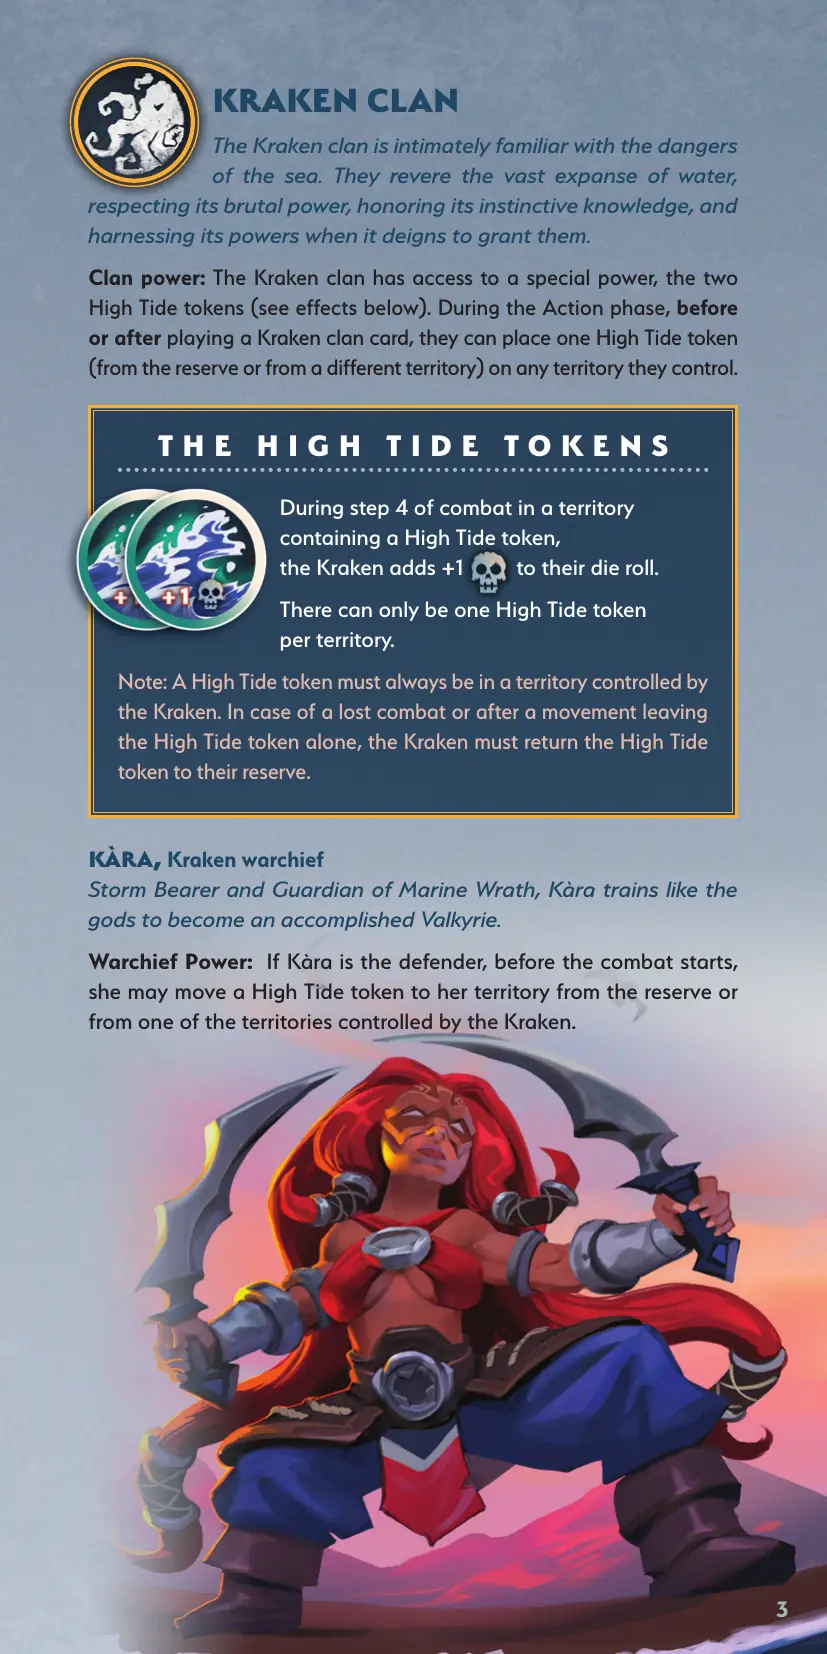 KRAKEN CLAN
The Kraken clan is intimately familiar with the dangers
of the sea. They revere the vast expanse of water,
respecting its brutal power, honoring its instinctive knowledge, and
harnessing its powers when it deigns to grant them.
Clan power: The Kraken clan has access to a special power, the two
High Tide tokens (see effects below). During the Action phase, before
or after playing a Kraken clan card, they can place one High Tide token
(from the reserve or from a different territory) on any territory they control.
THE HIGH TIDE TOKENS
During step 4 of combat in a territory
containing a High Tide token,
the Kraken adds +1 to their die roll.
There can only be one High Tide token
per territory.
+ +1
Note: A High Tide token must always be in a territory controlled by
the Kraken. In case of a lost combat or after a movement leaving
the High Tide token alone, the Kraken must return the High Tide
token to their reserve.
KÀRA, Kraken warchief
Storm Bearer and Guardian of Marine Wrath, Kàra trains like the
gods to become an accomplished Valkyrie.
Warchief Power: If Kàra is the defender, before the combat starts,
she may move a High Tide token to her territory from the reserve or
from one of the territories controlled by the Kraken.
3